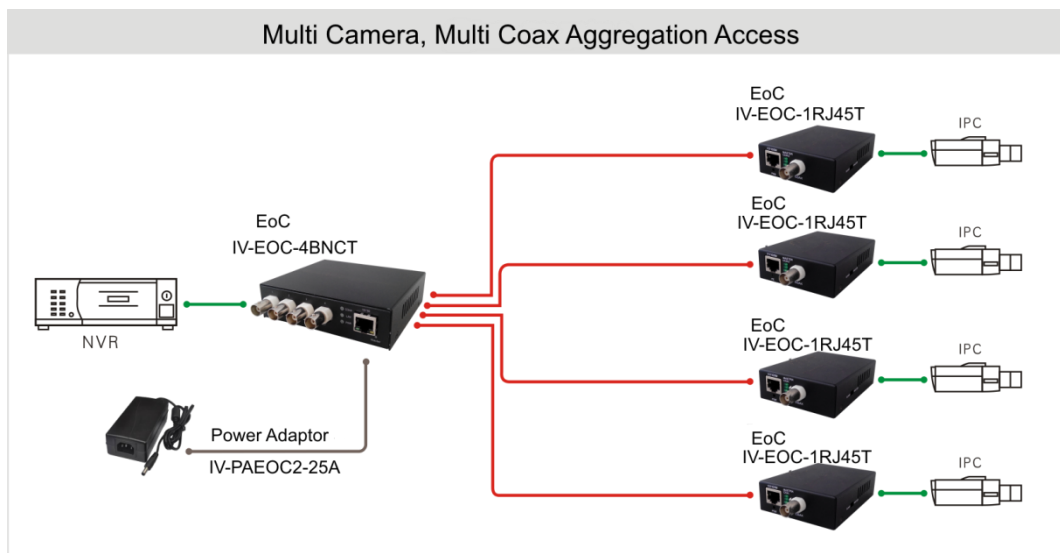 Multi Camera, Multi Coax Aggregation Access
EoC
IV-EOC-1RJ45T
IPC
EoC
IV-EOC-1RJ45T
IPC
EoC
IV-EOC-4BNCT
NVR
EoC
IV-EOC-1RJ45T
IPC
Power Adaptor
IV-PAEOC2-25A
EoC
IV-EOC-1RJ45T
IPC